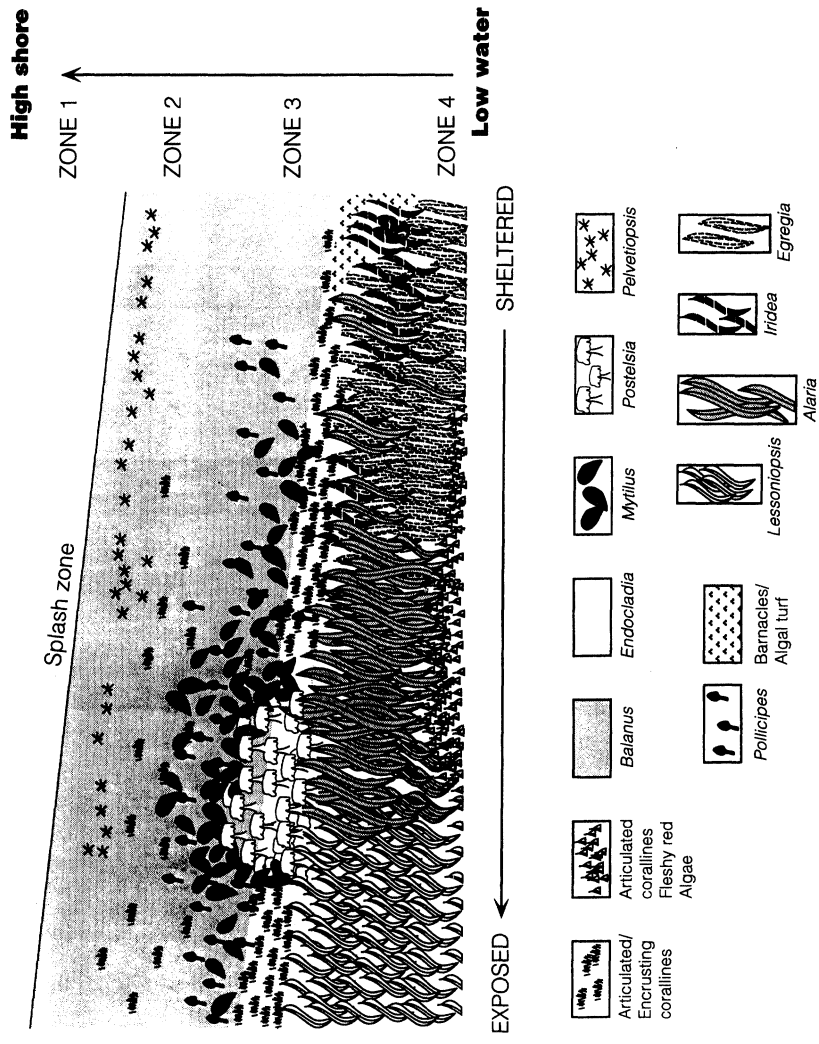 High shore
ZONE 1
ZONE 2
ZONE 3
ZONE 4
Low water
Splash zone
EXPOSED
SHELTERED
Articulated/
Encrusting
corallines
Articulated
corallines
Fleshy red
Algae
Balanus
Endocladia
Mytilus
Postelsia
Pelvetiopsis
Pollicipes
Barnacles/
Algal turf
Lessoniopsis
Alaria
Iridea
Egregia